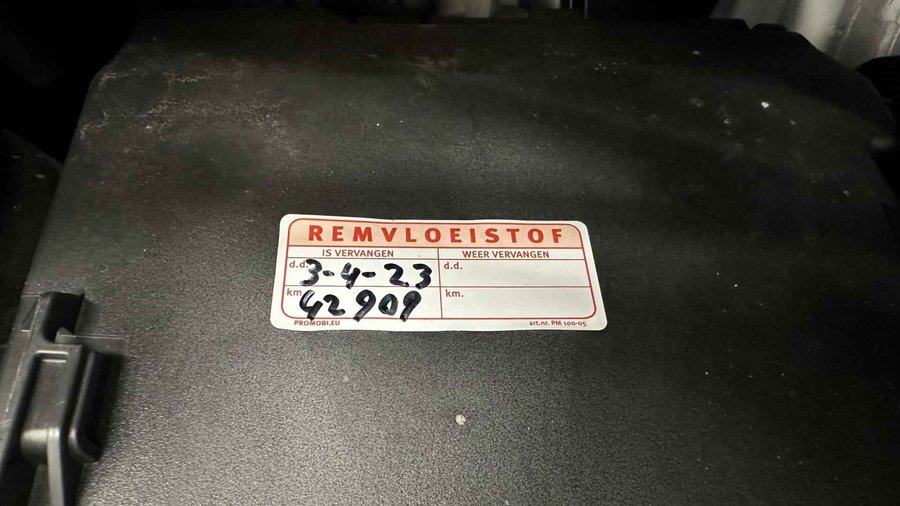 REMVLOEISTOF
IS VERVANGEN WEER VERVANGEN
d.d. 3-4-23 d.d.
km. 42909 km.
PROMOBI.EU art.nr. PM 100-05